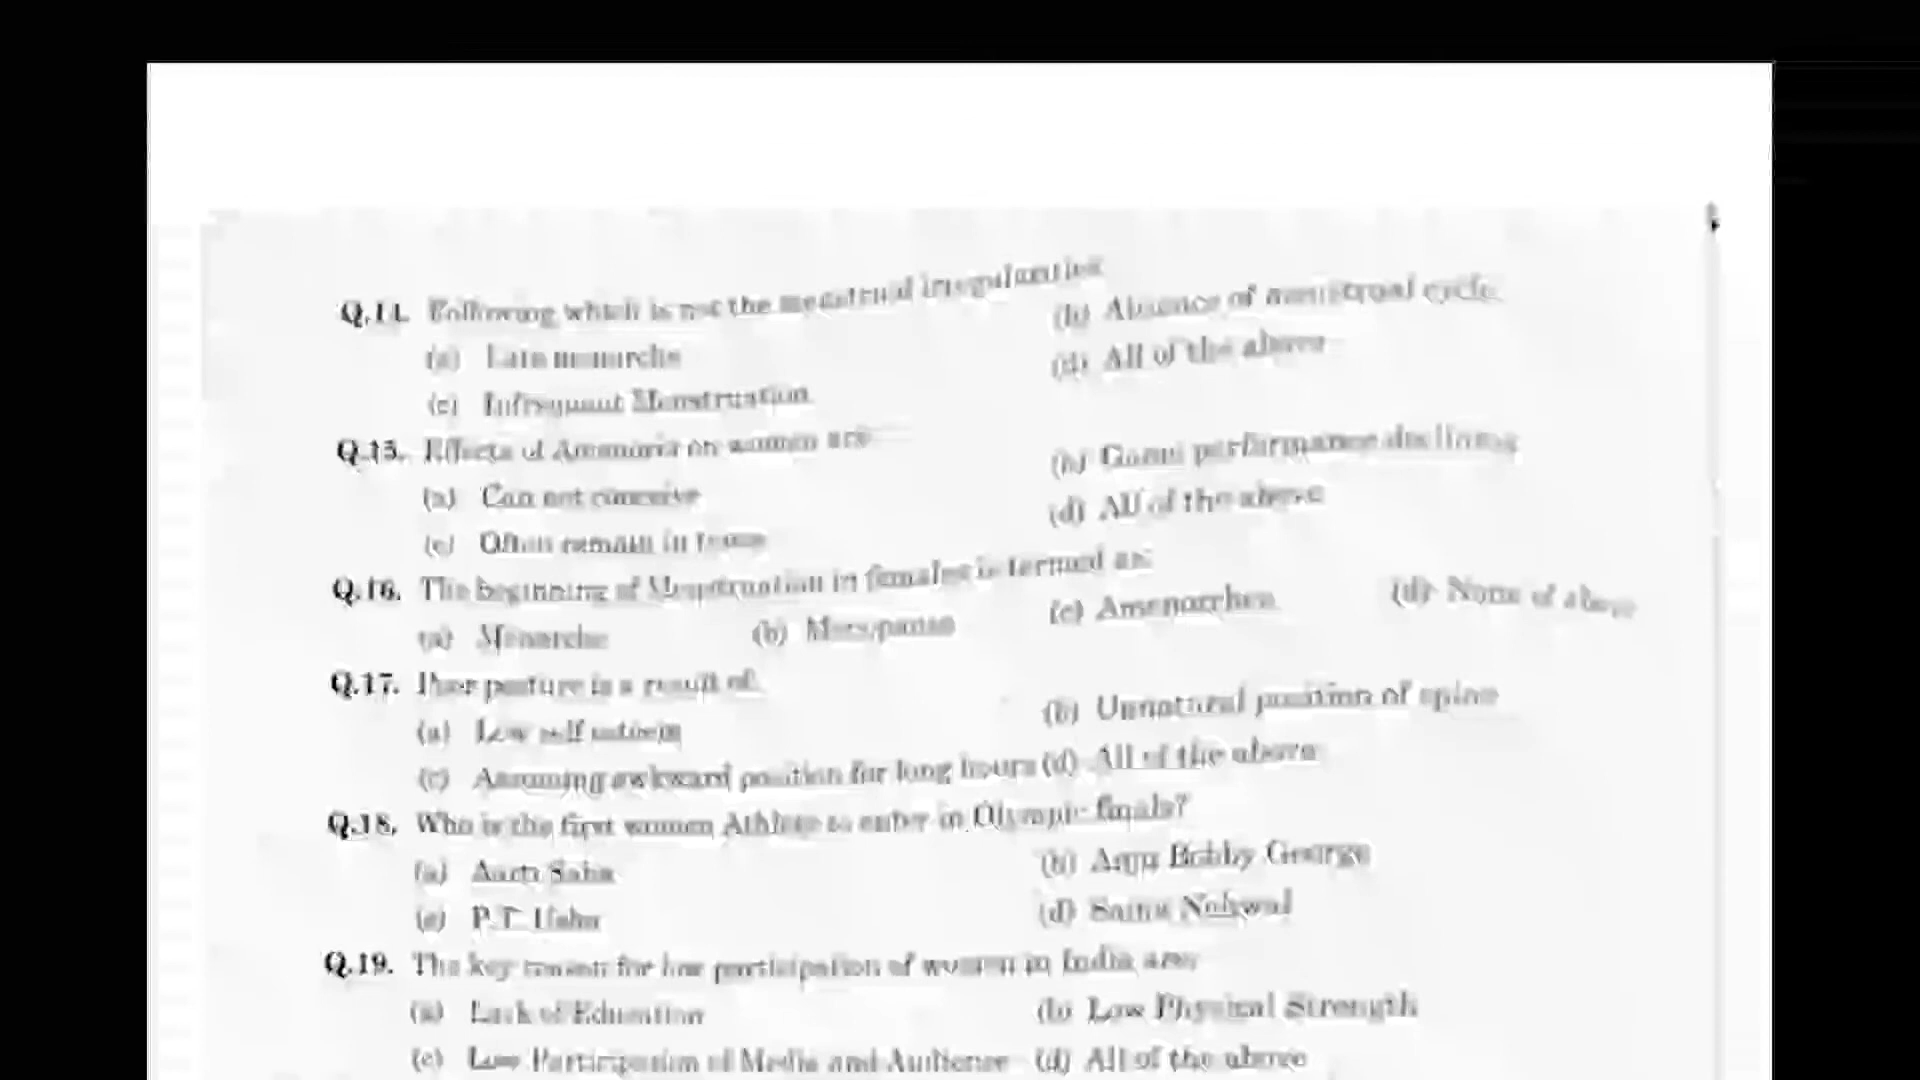 Q.14. Following which is not the menstrual irregularities
(a) Late menarche (b) Absence of menstrual cycle
(c) Infrequent Menstruation (d) All of the above
Q.15. Effects of on women are
(a) Can not conceive (b) performance declining
(c) Often remain in (d) All of the above
Q.16. The beginning of Menstruation in females is termed as:
(a) Menarche (b) Menopause (c) Amenorrhea (d) None of above
Q.17. Poor posture is a result of
(a) Low self esteem (b) Unnatural position of spine
(c) Assuming awkward position for long hours (d) All of the above
Q.18. Who is the first women Athlete to enter in Olympic finals?
(a) Aarti Saha (b) Anju Bobby George
(c) P.T. Usha (d) Saina Nehwal
Q.19. The key reason for low participation of women in India are
(a) Lack of Education (b) Low Physical Strength
(c) Low of Media and Audience (d) All of the above